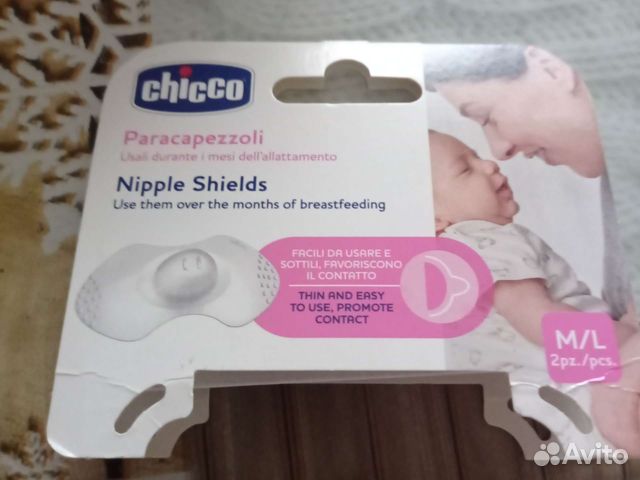 chicco
Paracapezzoli
Usali durante i mesi dell'allattamento
Nipple Shields
Use them over the months of breastfeeding
FACILI DA USARE E
SOTTILI, FAVORISCONO
IL CONTATTO
THIN AND EASY
TO USE, PROMOTE
CONTACT
M/L
2pz./pcs.
Avito